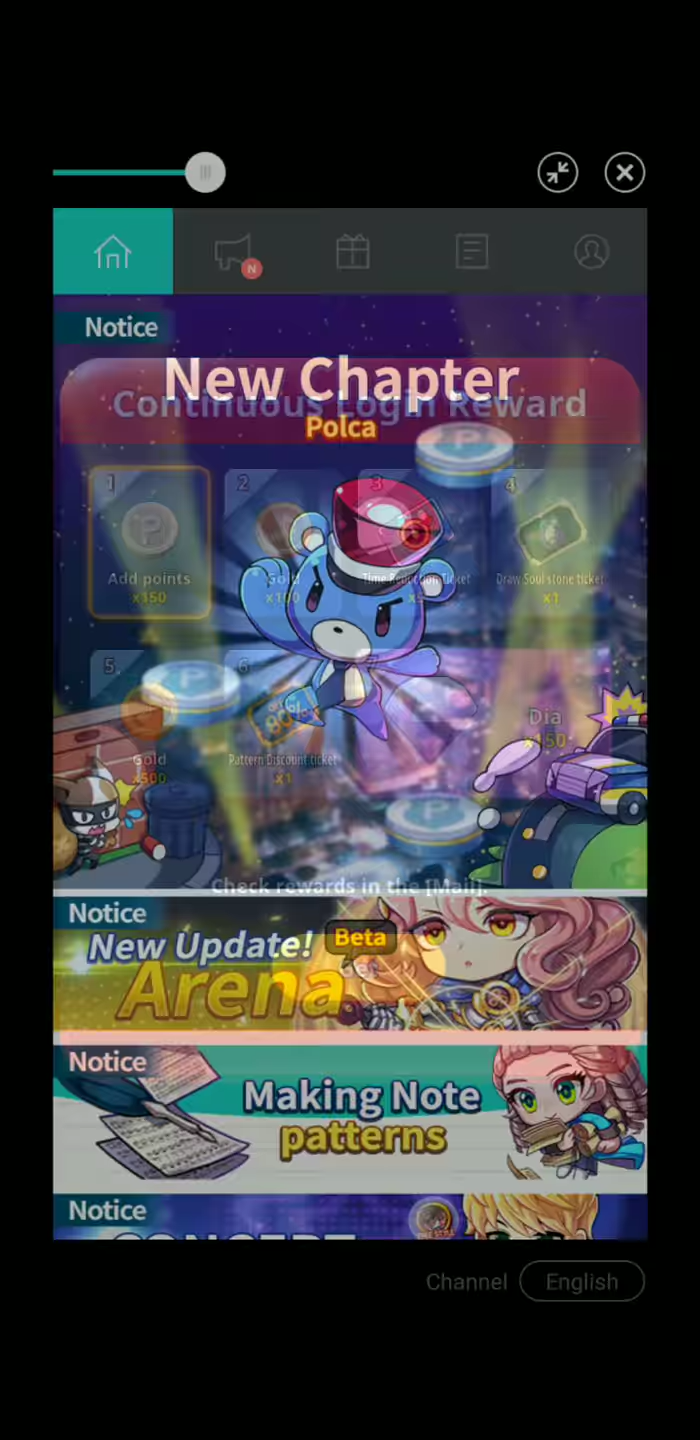 N
Notice
New Chapter
Continuous Login Reward
Polca
1
2
3
4
Add points
Gold
Time Reduction ticket
Draw Soul stone ticket
x150
x100
x1
5
6
Dia
x150
Gold
Pattern Discount ticket
x500
x1
Check rewards in the [Mail].
Notice
New Update!
Beta
Arena
Notice
Making Note
patterns
Notice
CONCERT
Channel
English